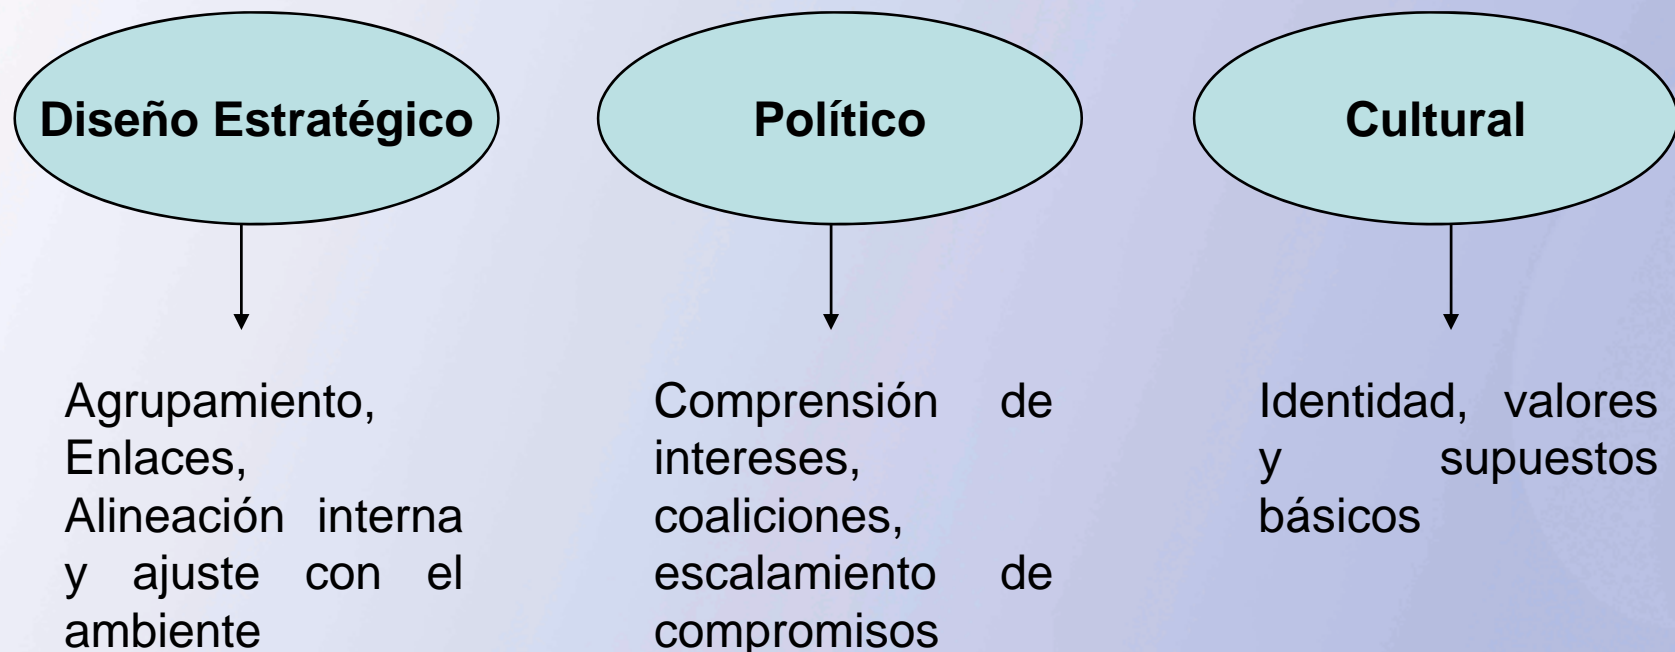 Diseño Estratégico
Político
Cultural
Agrupamiento,
Enlaces,
Alineación interna
y ajuste con el
ambiente
Comprensión de
intereses,
coaliciones,
escalamiento de
compromisos
Identidad, valores
y supuestos
básicos